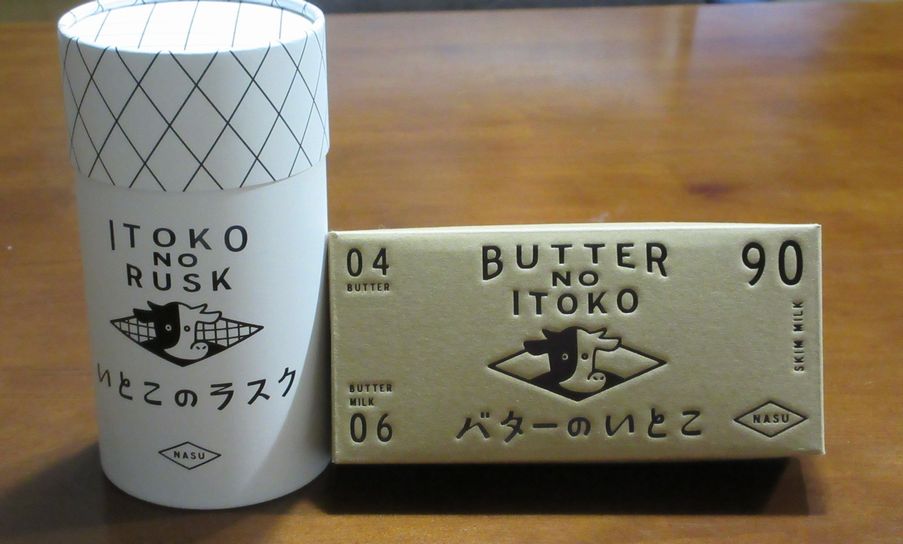 ITOKO
NO
RUSK
いとこのラスク
NASU
04
BUTTER
BUTTER
NO
ITOKO
90
SKIM MILK
BUTTER
MILK
06
バターのいとこ
NASU